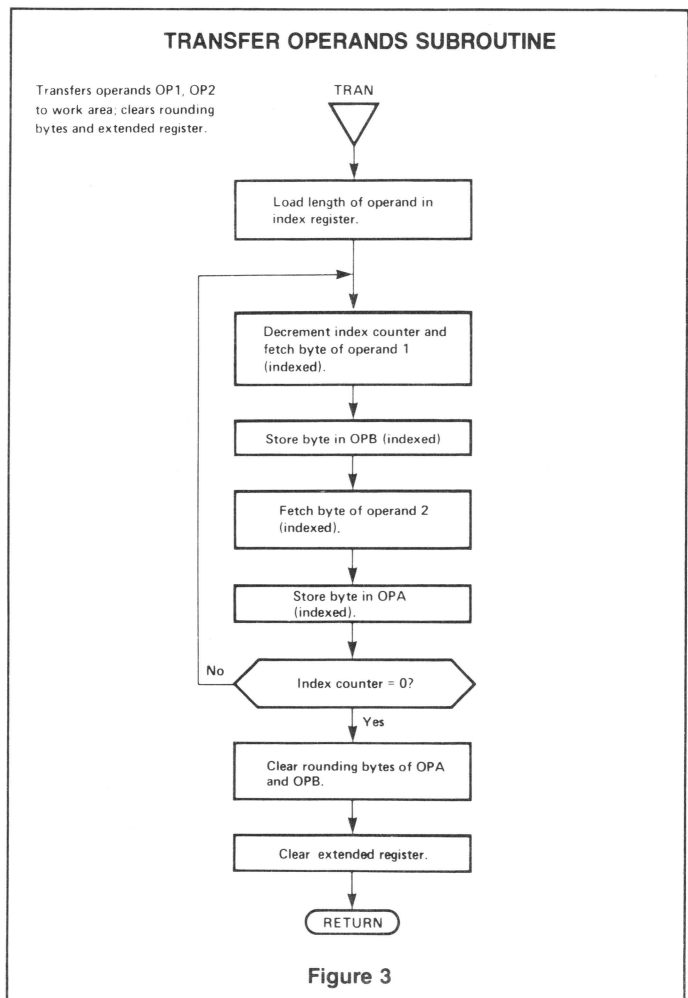 TRANSFER OPERANDS SUBROUTINE
Transfers operands OP1, OP2
to work area; clears rounding
bytes and extended register.
TRAN
Load length of operand in
index register.
Decrement index counter and
fetch byte of operand 1
(indexed).
Store byte in OPB (indexed)
Fetch byte of operand 2
(indexed).
Store byte in OPA
(indexed).
No
Index counter = 0?
Yes
Clear rounding bytes of OPA
and OPB.
Clear extended register.
RETURN
Figure 3